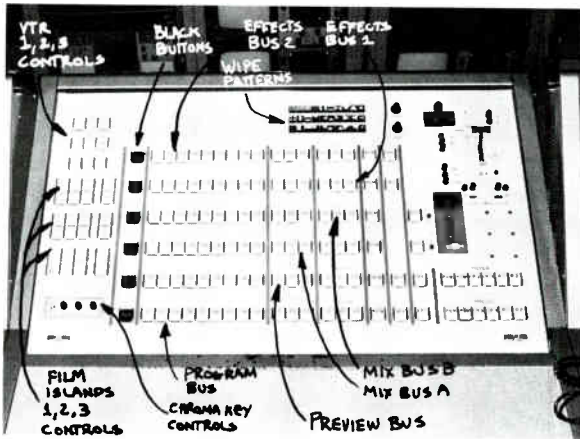 VTR
1,2,3
CONTROLS
BLACK
BUTTONS
EFFECTS
BUS 2
EFFECTS
BUS 1
WIPE
PATTERNS
FILM
ISLANDS
1,2,3
CONTROLS
PROGRAM
BUS
CHROMA KEY
CONTROLS
MIX BUS B
MIX BUS A
PREVIEW BUS